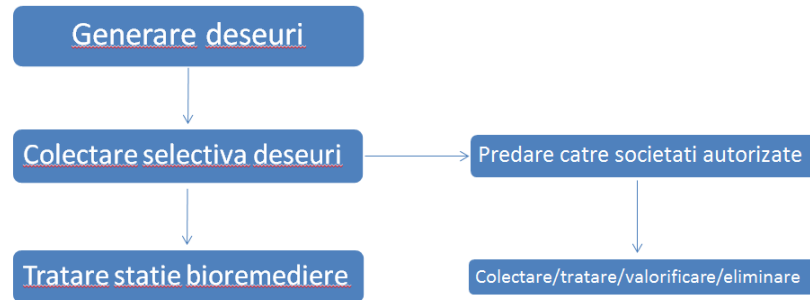 Generare deseuri
Colectare selectiva deseuri
Predare catre societati autorizate
Tratare statie bioremediere
Colectare/tratare/valorificare/eliminare